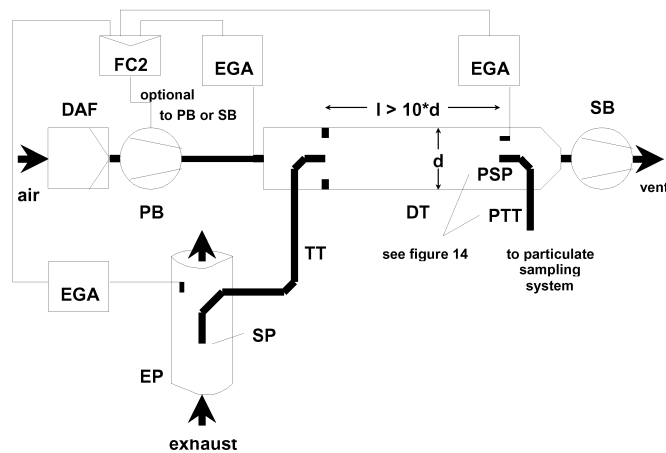 FC2
EGA
EGA
optional
to PB or SB
l > 10*d
SB
DAF
d
PSP
air
vent
PB
DT
PTT
see figure 14
to particulate
sampling
system
TT
EGA
SP
EP
exhaust